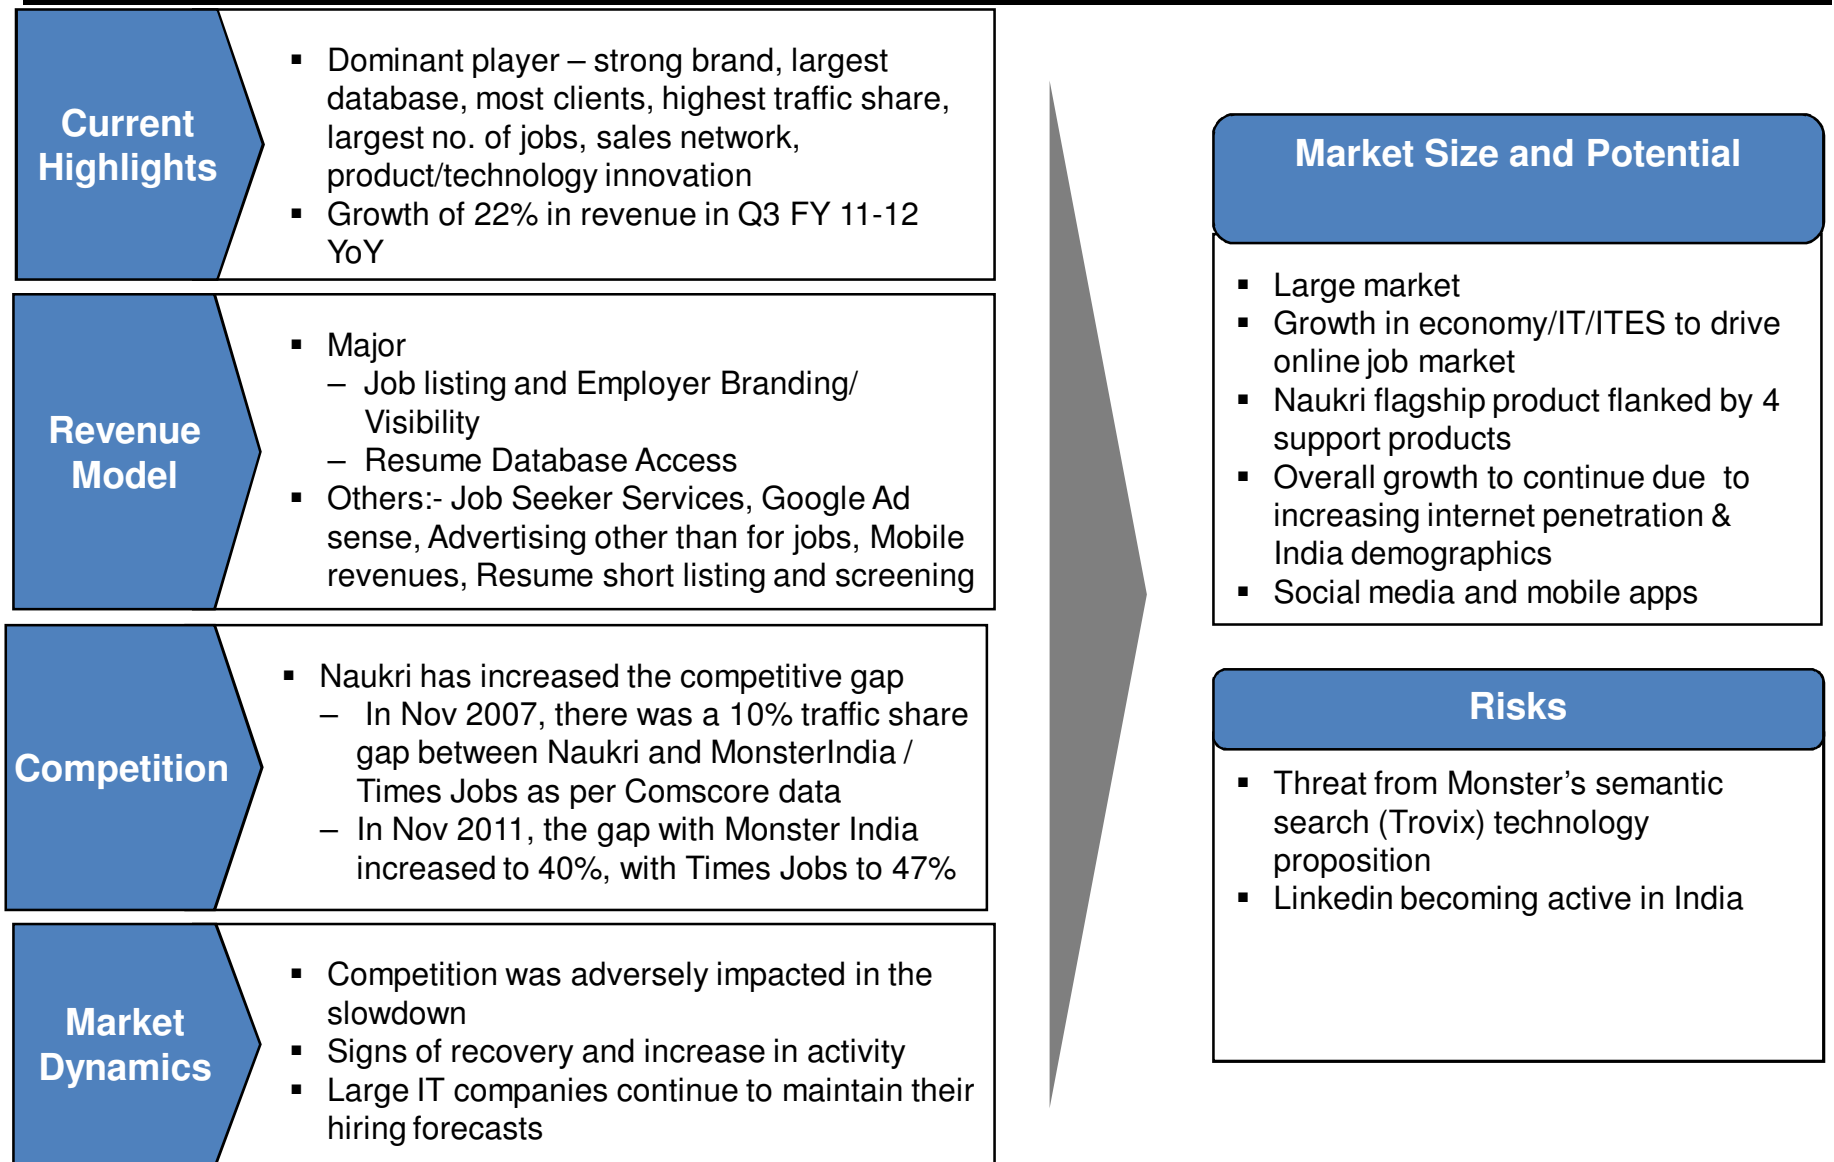 Current
Highlights
▪ Dominant player – strong brand, largest
database, most clients, highest traffic share,
largest no. of jobs, sales network,
product/technology innovation
▪ Growth of 22% in revenue in Q3 FY 11-12
YoY
Revenue
Model
▪ Major
– Job listing and Employer Branding/
Visibility
– Resume Database Access
▪ Others:- Job Seeker Services, Google Ad
sense, Advertising other than for jobs, Mobile
revenues, Resume short listing and screening
Competition
▪ Naukri has increased the competitive gap
– In Nov 2007, there was a 10% traffic share
gap between Naukri and MonsterIndia /
Times Jobs as per Comscore data
– In Nov 2011, the gap with Monster India
increased to 40%, with Times Jobs to 47%
Market
Dynamics
▪ Competition was adversely impacted in the
slowdown
▪ Signs of recovery and increase in activity
▪ Large IT companies continue to maintain their
hiring forecasts
Market Size and Potential
▪ Large market
▪ Growth in economy/IT/ITES to drive
online job market
▪ Naukri flagship product flanked by 4
support products
▪ Overall growth to continue due to
increasing internet penetration &
India demographics
▪ Social media and mobile apps
Risks
▪ Threat from Monster’s semantic
search (Trovix) technology
proposition
▪ Linkedin becoming active in India